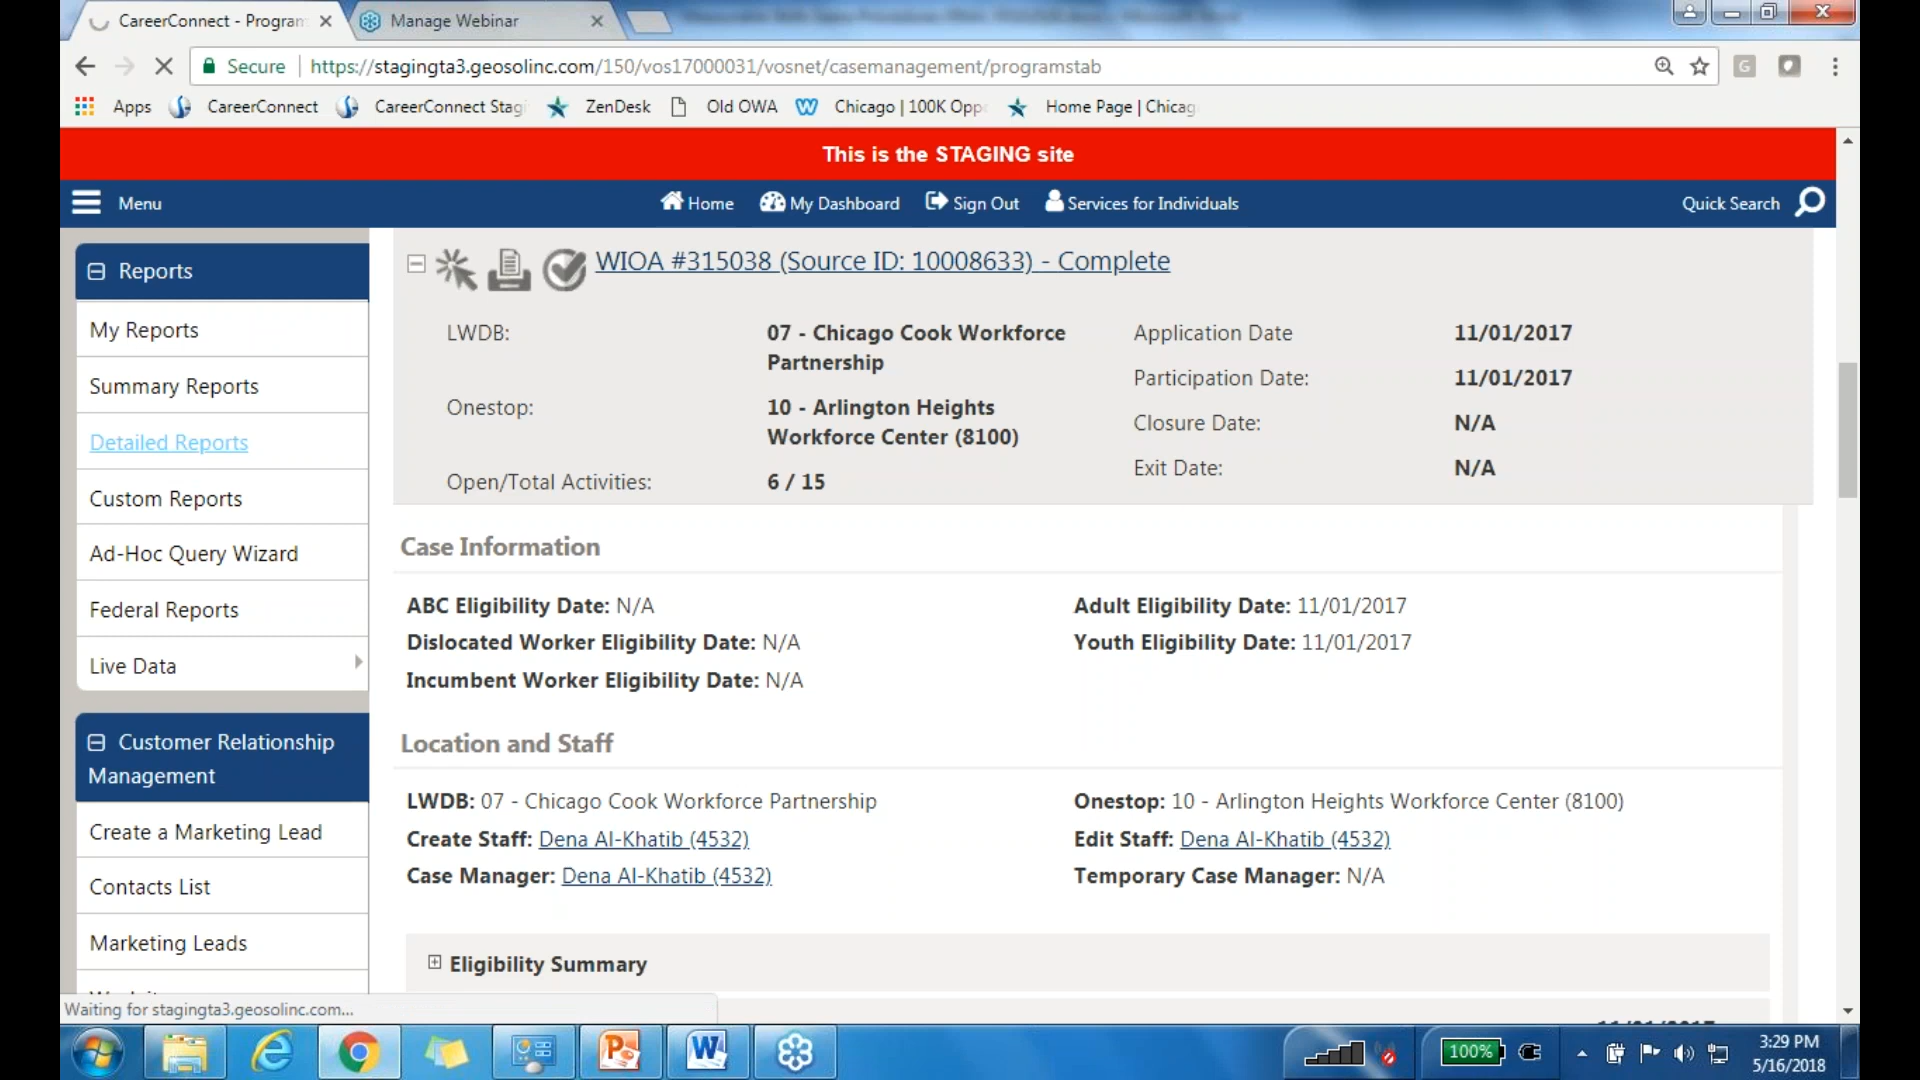 CareerConnect - Program
Manage Webinar
Secure https://stagingta3.geosolinc.com/150/vos17000031/vosnet/casemanagement/programstab
Apps CareerConnect CareerConnect Stagi ZenDesk Old OWA Chicago | 100K Oppo Home Page | Chicag
This is the STAGING site
Menu Home My Dashboard Sign Out Services for Individuals Quick Search
Reports
My Reports
Summary Reports
Detailed Reports
Custom Reports
Ad-Hoc Query Wizard
Federal Reports
Live Data
Customer Relationship
Management
Create a Marketing Lead
Contacts List
Marketing Leads
WIOA #315038 (Source ID: 10008633) - Complete
LWDB: 07 - Chicago Cook Workforce
Partnership
Onestop: 10 - Arlington Heights
Workforce Center (8100)
Open/Total Activities: 6 / 15
Application Date 11/01/2017
Participation Date: 11/01/2017
Closure Date: N/A
Exit Date: N/A
Case Information
ABC Eligibility Date: N/A
Dislocated Worker Eligibility Date: N/A
Incumbent Worker Eligibility Date: N/A
Adult Eligibility Date: 11/01/2017
Youth Eligibility Date: 11/01/2017
Location and Staff
LWDB: 07 - Chicago Cook Workforce Partnership
Create Staff: Dena Al-Khatib (4532)
Case Manager: Dena Al-Khatib (4532)
Onestop: 10 - Arlington Heights Workforce Center (8100)
Edit Staff: Dena Al-Khatib (4532)
Temporary Case Manager: N/A
Eligibility Summary
Waiting for stagingta3.geosolinc.com...
100%
3:29 PM
5/16/2018